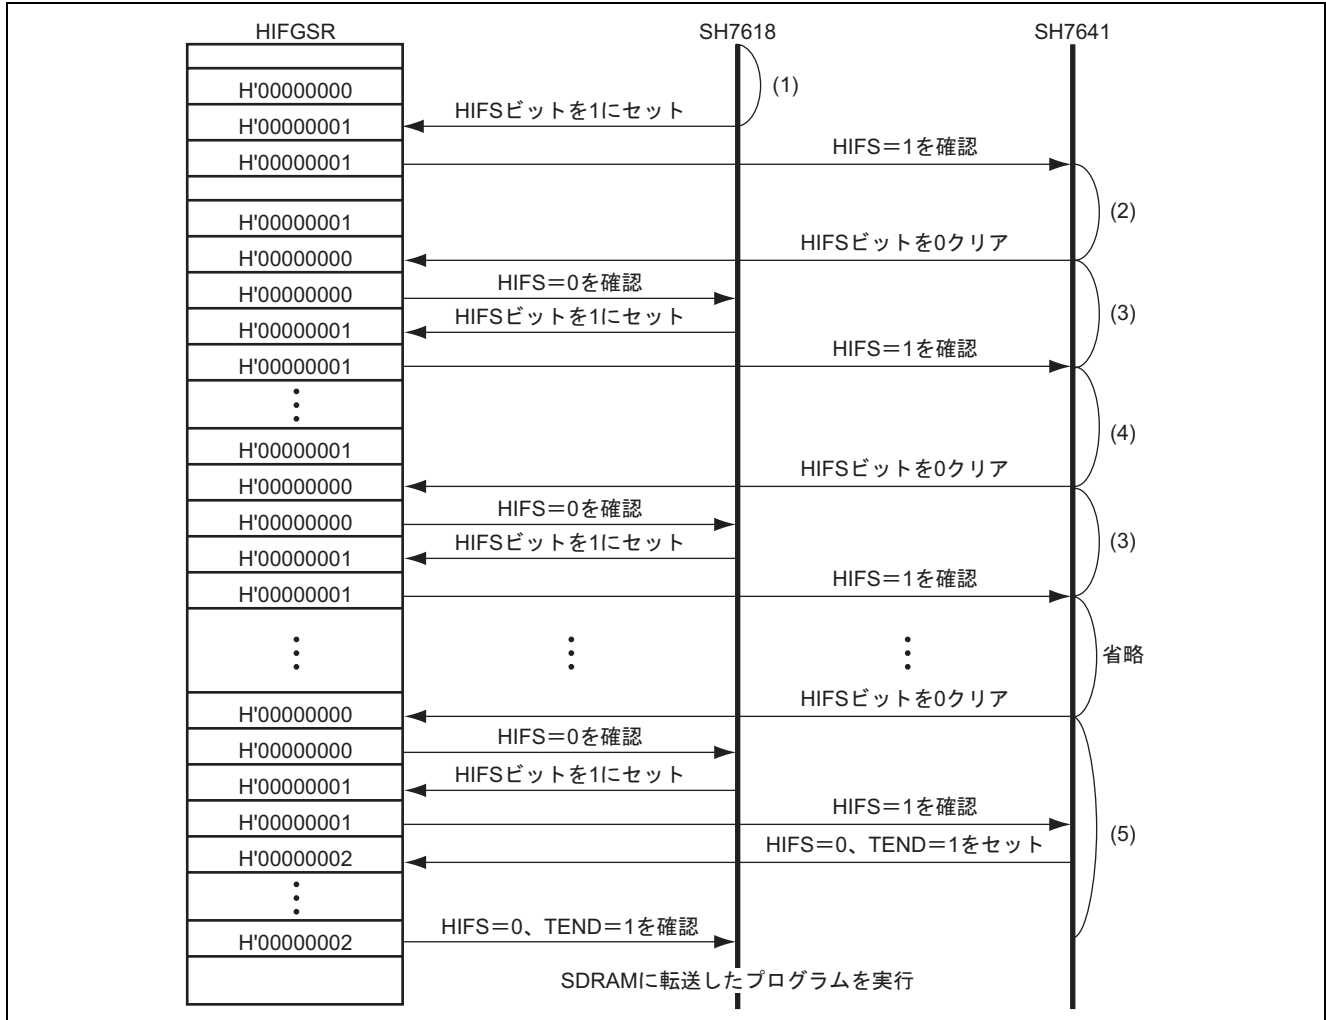 HIFGSR SH7618 SH7641
H'00000000 (1)
HIFSビットを1にセット
H'00000001
HIFS＝1を確認
H'00000001
H'00000001 (2)
HIFSビットを0クリア
H'00000000
HIFS＝0を確認
H'00000000
HIFSビットを1にセット (3)
H'00000001
HIFS＝1を確認
H'00000001
(4)
H'00000001
HIFSビットを0クリア
H'00000000
HIFS＝0を確認
H'00000000
HIFSビットを1にセット (3)
H'00000001
HIFS＝1を確認
H'00000001
省略
HIFSビットを0クリア
H'00000000
HIFS＝0を確認
H'00000000
HIFSビットを1にセット
H'00000001
HIFS＝1を確認
H'00000001 (5)
HIFS＝0、TEND＝1をセット
H'00000002
HIFS＝0、TEND＝1を確認
H'00000002
SDRAMに転送したプログラムを実行